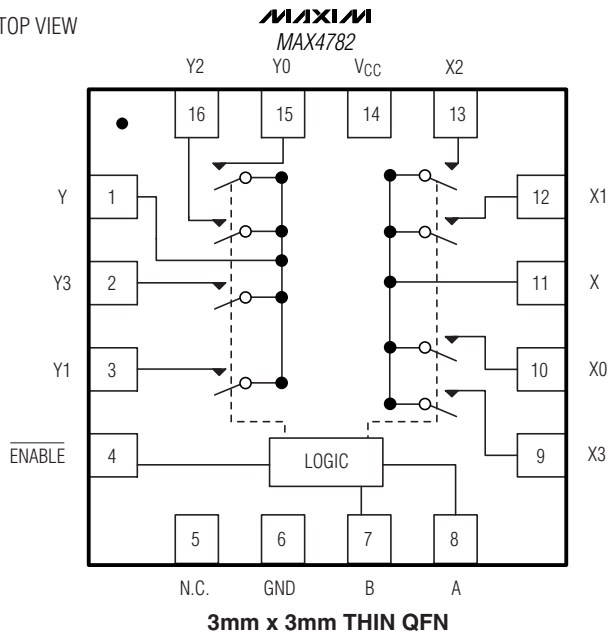 TOP VIEW
MAXIM
MAX4782
Y2 Y0 VCC X2
16 15 14 13
Y 1 12 X1
Y3 2 11 X
Y1 3 10 X0
ENABLE 4 LOGIC 9 X3
5 6 7 8
N.C. GND B A
3mm x 3mm THIN QFN